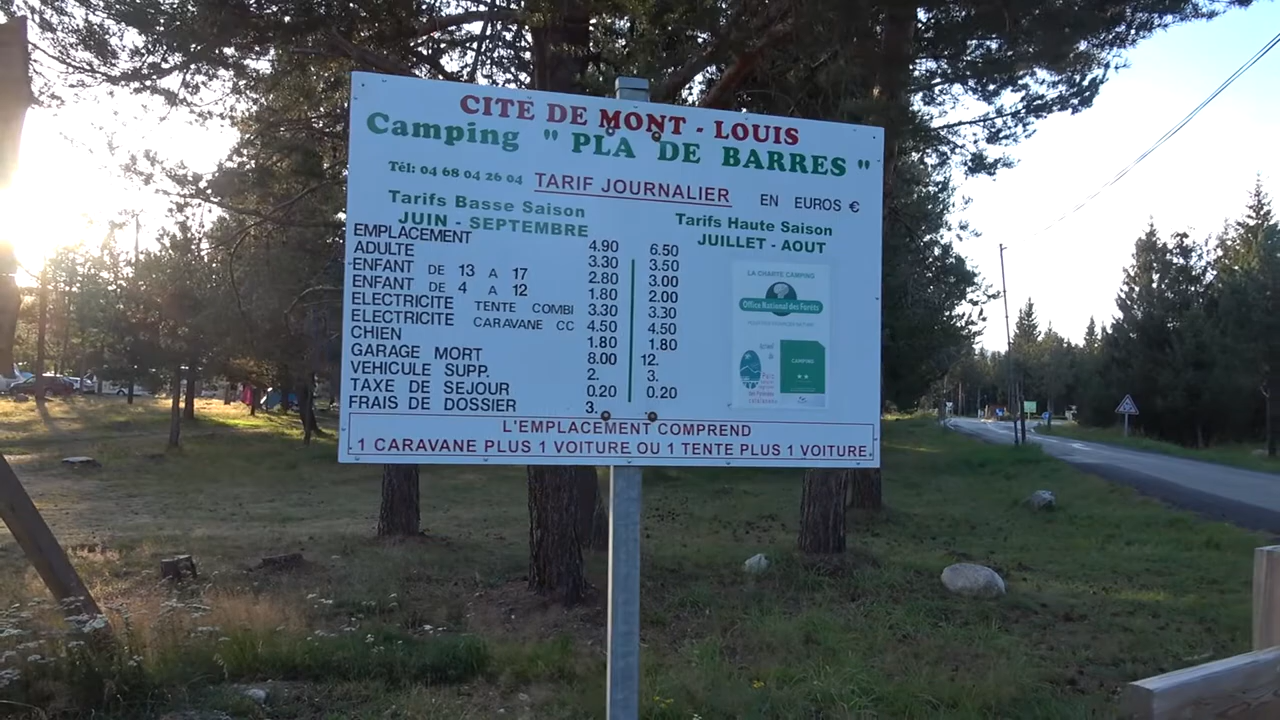 CITE DE MONT - LOUIS
Camping " PLA DE BARRES "
Tél: 04 68 04 26 04 TARIF JOURNALIER EN EUROS €
Tarifs Basse Saison Tarifs Haute Saison
JUIN - SEPTEMBRE JUILLET - AOUT
EMPLACEMENT 4.90 6.50
ADULTE 3.30 3.50
ENFANT DE 13 A 17 2.80 3.00
ENFANT DE 4 A 12 1.80 2.00
ELECTRICITE TENTE COMBI 3.30 3.30
ELECTRICITE CARAVANE CC 4.50 4.50
CHIEN 1.80 1.80
GARAGE MORT 8.00 12.
VEHICULE SUPP. 2. 3.
TAXE DE SEJOUR 0.20 0.20
FRAIS DE DOSSIER 3.
LA CHARTE CAMPING
Office National des Forêts
CAMPING
L'EMPLACEMENT COMPREND
1 CARAVANE PLUS 1 VOITURE OU 1 TENTE PLUS 1 VOITURE.